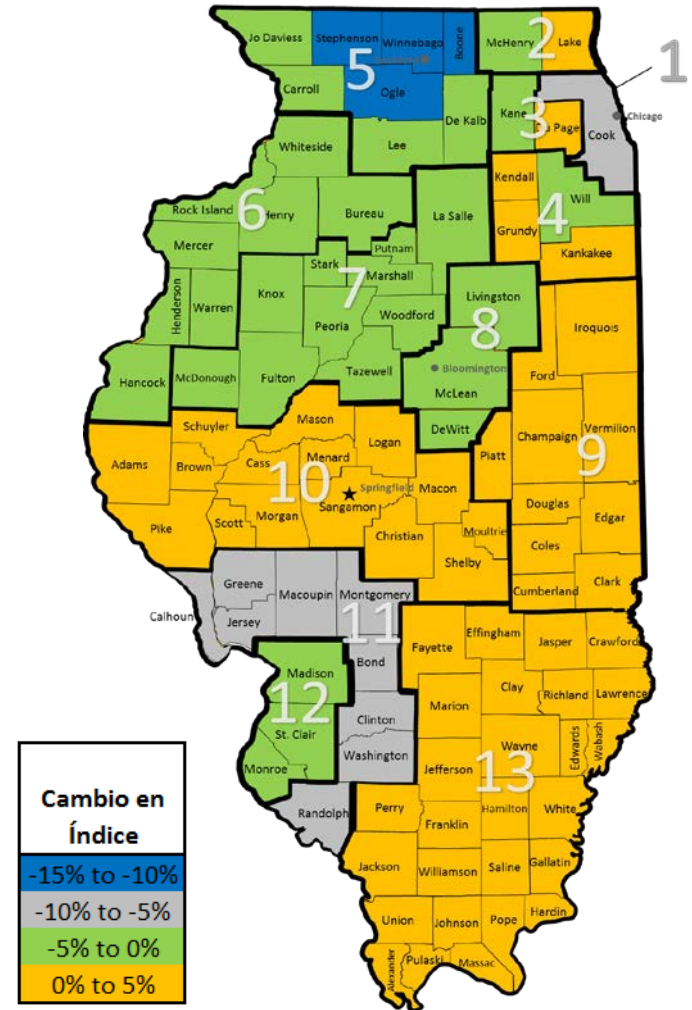 Jo Daviess
Stephenson
Winnebago
Boone
McHenry
2
Lake
1
5
Carroll
Ogle
De Kalb
Kane
3
Page
Cook
Chicago
Whiteside
Lee
Kendall
Will
Rock Island
6
Henry
Bureau
La Salle
4
Grundy
Mercer
Putnam
Kankakee
Stark
7
Marshall
Henderson
Warren
Knox
Livingston
Woodford
8
Iroquois
Peoria
Hancock
McDonough
Fulton
Tazewell
Bloomington
McLean
Ford
Schuyler
Mason
Logan
DeWitt
Champaign
Vermilion
Adams
Brown
Cass
Menard
Piatt
9
10
Springfield
Macon
Sangamon
Pike
Scott
Morgan
Christian
Moultrie
Douglas
Edgar
Coles
Shelby
Greene
Macoupin
Montgomery
Cumberland
Clark
Calhoun
Jersey
11
Fayette
Effingham
Jasper
Crawford
Bond
Madison
12
Clay
Richland
Lawrence
Marion
St. Clair
Clinton
Washington
Wayne
Edwards
Wabash
Monroe
Jefferson
13
Randolph
Perry
Hamilton
White
Franklin
Jackson
Williamson
Saline
Gallatin
Union
Johnson
Pope
Hardin
Alexander
Pulaski
Massac
Cambio en
Índice
-15% to -10%
-10% to -5%
-5% to 0%
0% to 5%